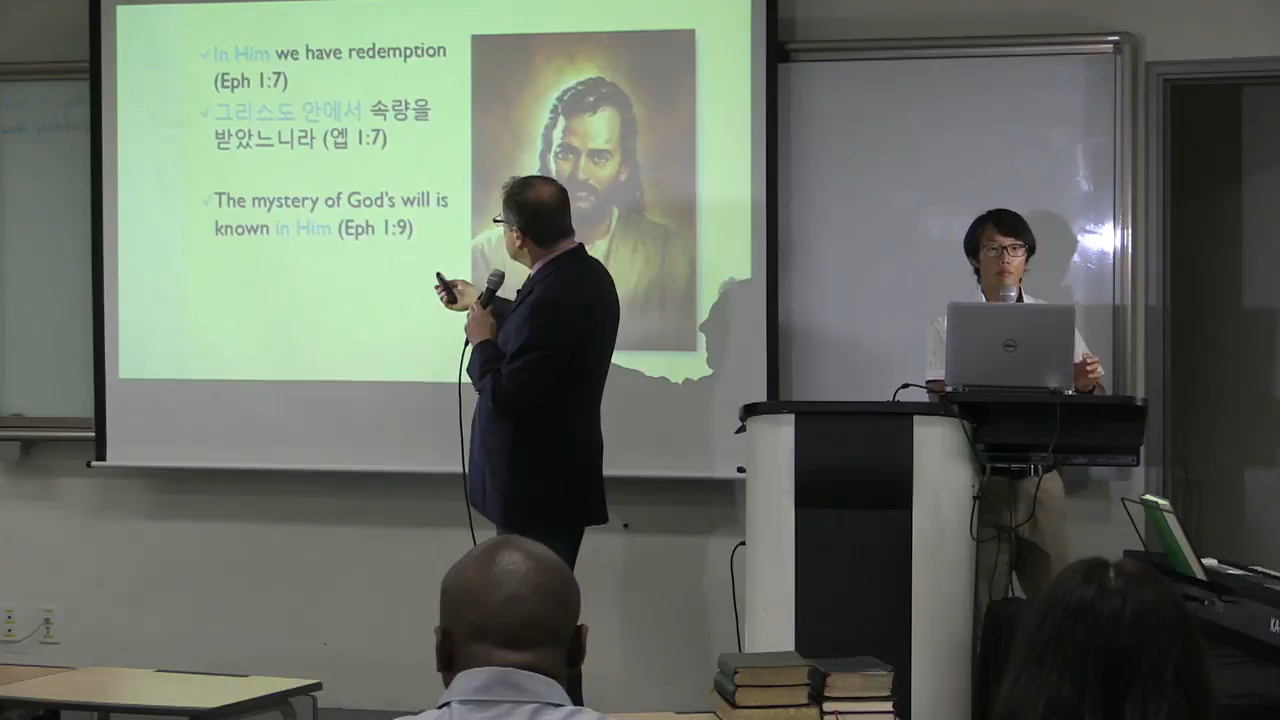 In Him we have redemption
(Eph 1:7)
그리스도 안에서 속량을
받았느니라 (엡 1:7)
The mystery of God's will is
known in Him (Eph 1:9)
DELL